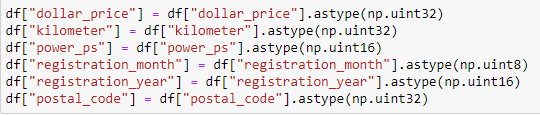 df["dollar_price"] = df["dollar_price"].astype(np.uint32)
df["kilometer"] = df["kilometer"].astype(np.uint32)
df["power_ps"] = df["power_ps"].astype(np.uint16)
df["registration_month"] = df["registration_month"].astype(np.uint8)
df["registration_year"] = df["registration_year"].astype(np.uint16)
df["postal_code"] = df["postal_code"].astype(np.uint32)